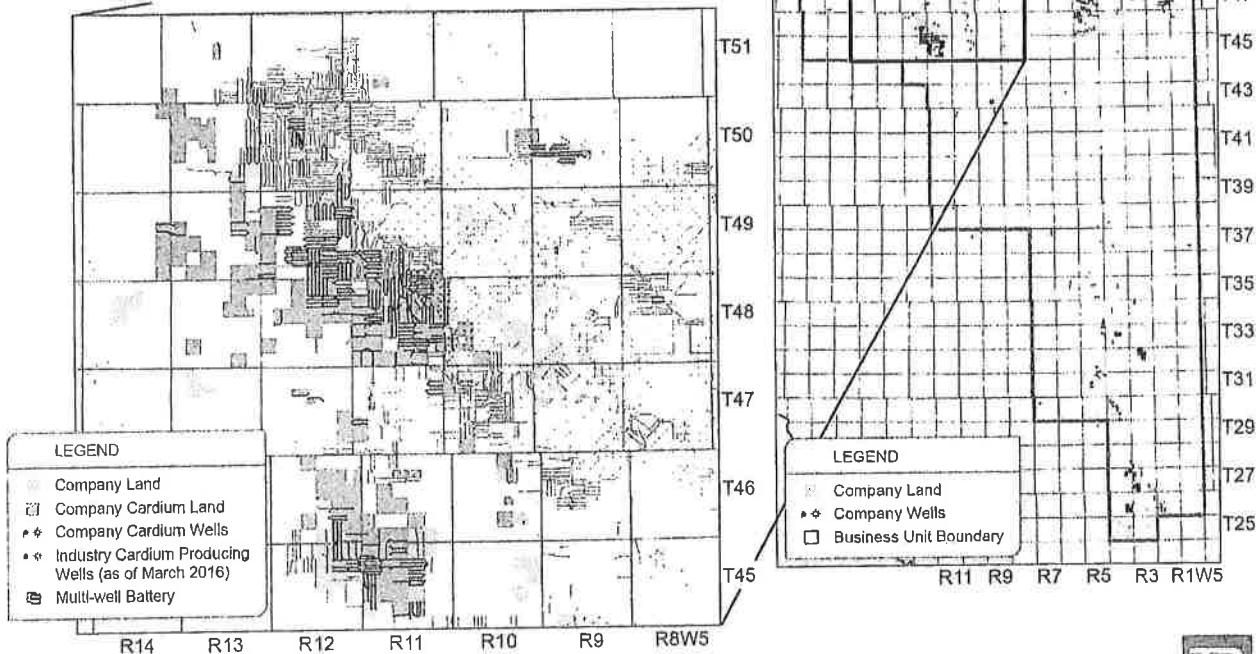 T51
T50
T49
T48
T47
T46
T45
R14 R13 R12 R11 R10 R9 R8W5
LEGEND
Company Land
Company Cardium Land
Company Cardium Wells
Industry Cardium Producing
Wells (as of March 2016)
Multi-well Battery
T45
T43
T41
T39
T37
T35
T33
T31
T29
T27
T25
R11 R9 R7 R5 R3 R1W5
LEGEND
Company Land
Company Wells
Business Unit Boundary